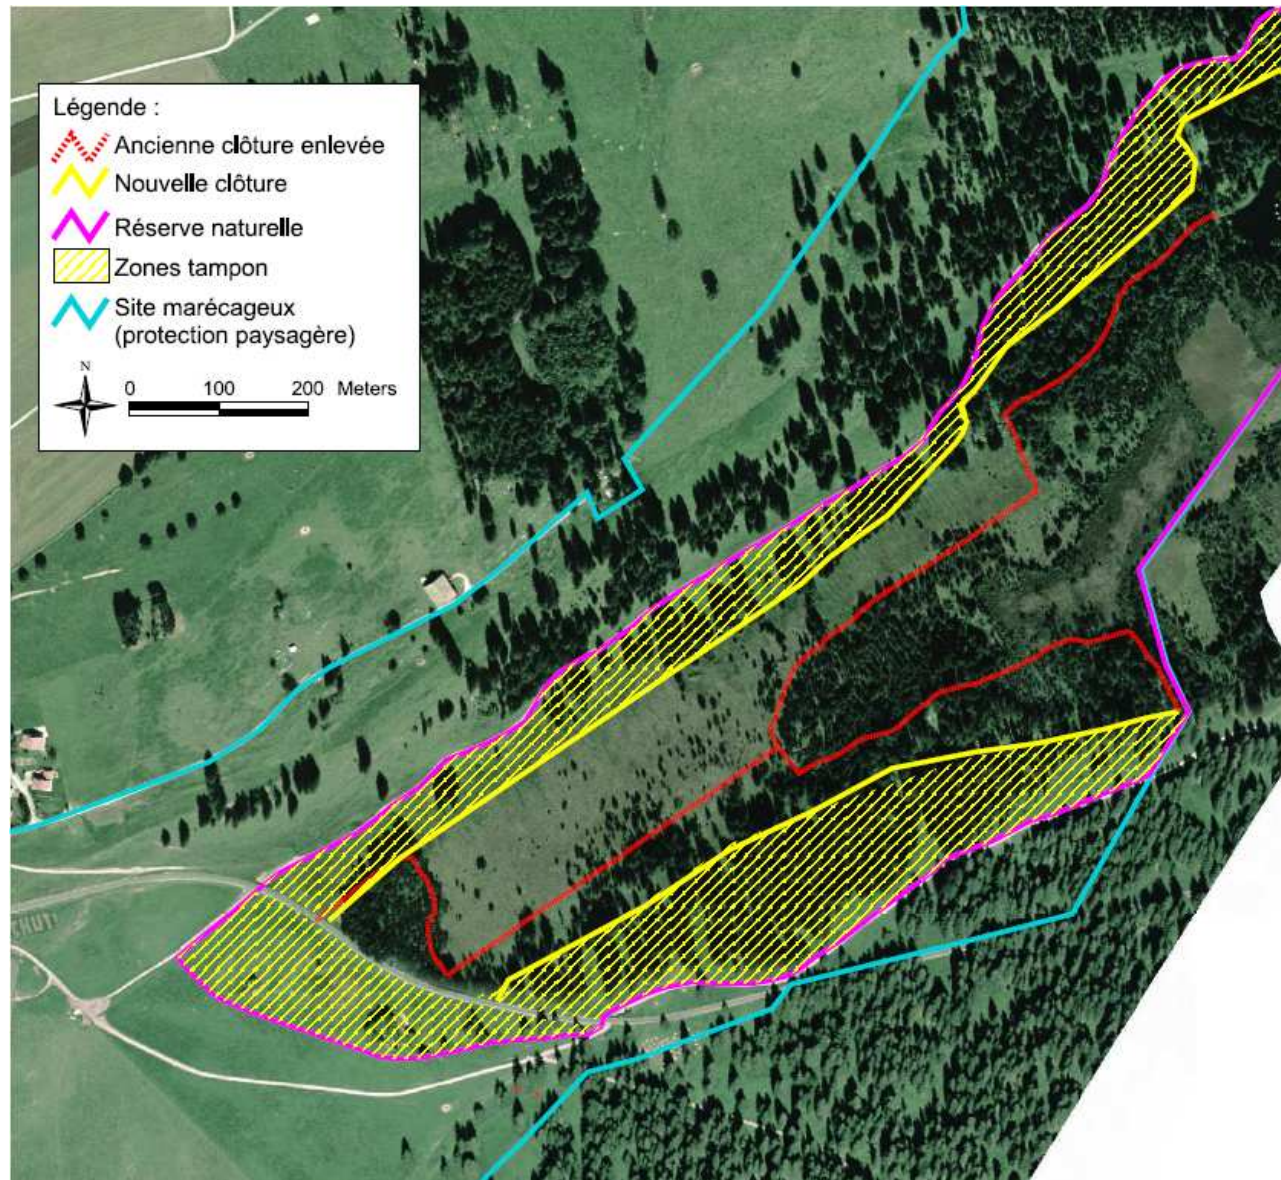 Légende :
Ancienne clôture enlevée
Nouvelle clôture
Réserve naturelle
Zones tampon
Site marécageux
(protection paysagère)
N
0 100 200 Meters